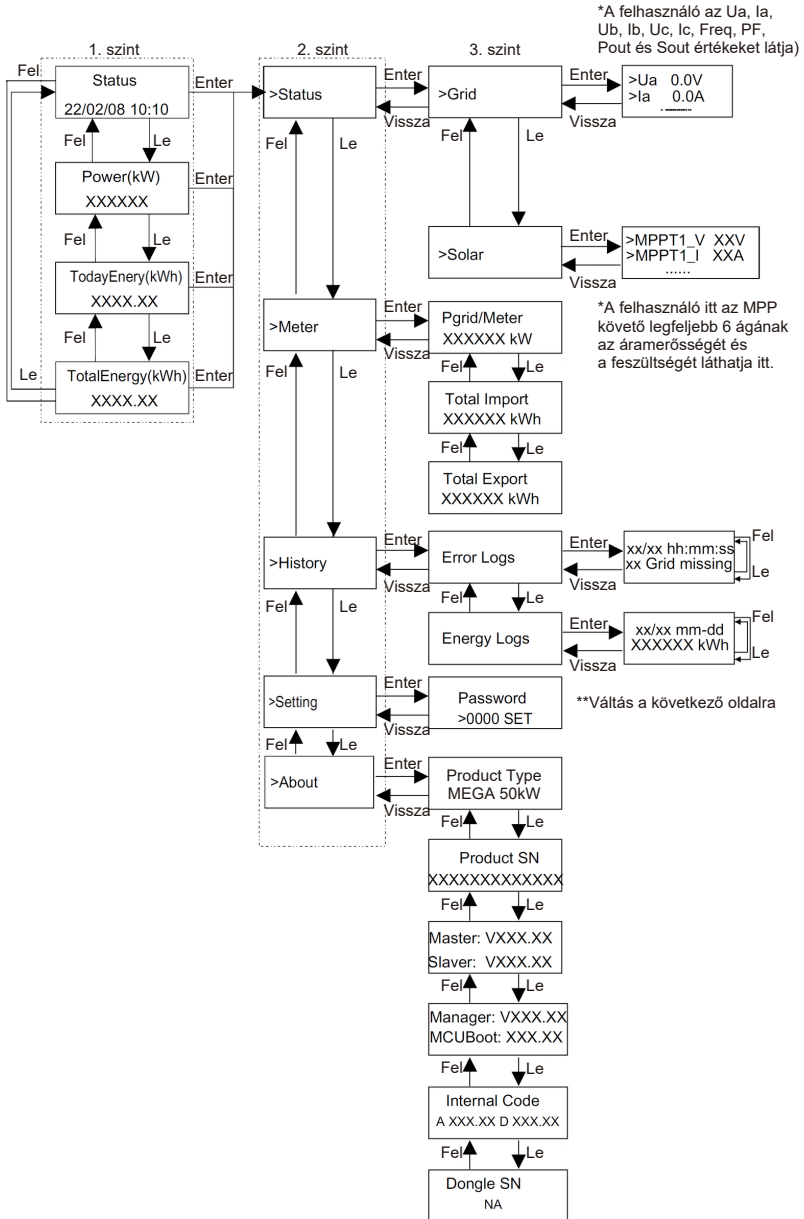 *A felhasználó az Ua, Ia,
Ub, Ib, Uc, Ic, Freq, PF,
Pout és Sout értékeket látja)
1. szint
2. szint
3. szint
Fel
Status
22/02/08 10:10
Enter
>Status
Enter
Vissza
>Grid
Enter
Vissza
>Ua 0.0V
>Ia 0.0A
Fel
Le
Fel
Le
Fel
Le
Power(kW)
XXXXXX
Enter
Fel
Le
>Solar
Enter
Vissza
>MPPT1_V XXV
>MPPT1_I XXA
......
TodayEnery(kWh)
XXXX.XX
Enter
*A felhasználó itt az MPP
követő legfeljebb 6 ágának
az áramerősségét és
a feszültségét láthatja itt.
>Meter
Enter
Vissza
Pgrid/Meter
XXXXXX kW
Fel
Le
Le
TotalEnergy(kWh)
XXXX.XX
Enter
Fel
Le
Fel
Le
Total Import
XXXXXX kWh
Fel
Le
Total Export
XXXXXX kWh
>History
Enter
Vissza
Error Logs
Enter
Vissza
xx/xx hh:mm:ss
xx Grid missing
Fel
Le
Fel
Le
Fel
Le
Energy Logs
Enter
Vissza
xx/xx mm-dd
XXXXXX kWh
Fel
Le
>Setting
Enter
Vissza
Password
>0000 SET
**Váltás a következő oldalra
Fel
Le
>About
Enter
Vissza
Product Type
MEGA 50kW
Fel
Le
Product SN
XXXXXXXXXXXXX
Fel
Le
Master: VXXX.XX
Slaver: VXXX.XX
Fel
Le
Manager: VXXX.XX
MCUBoot: XXX.XX
Fel
Le
Internal Code
A XXX.XX D XXX.XX
Fel
Le
Dongle SN
NA